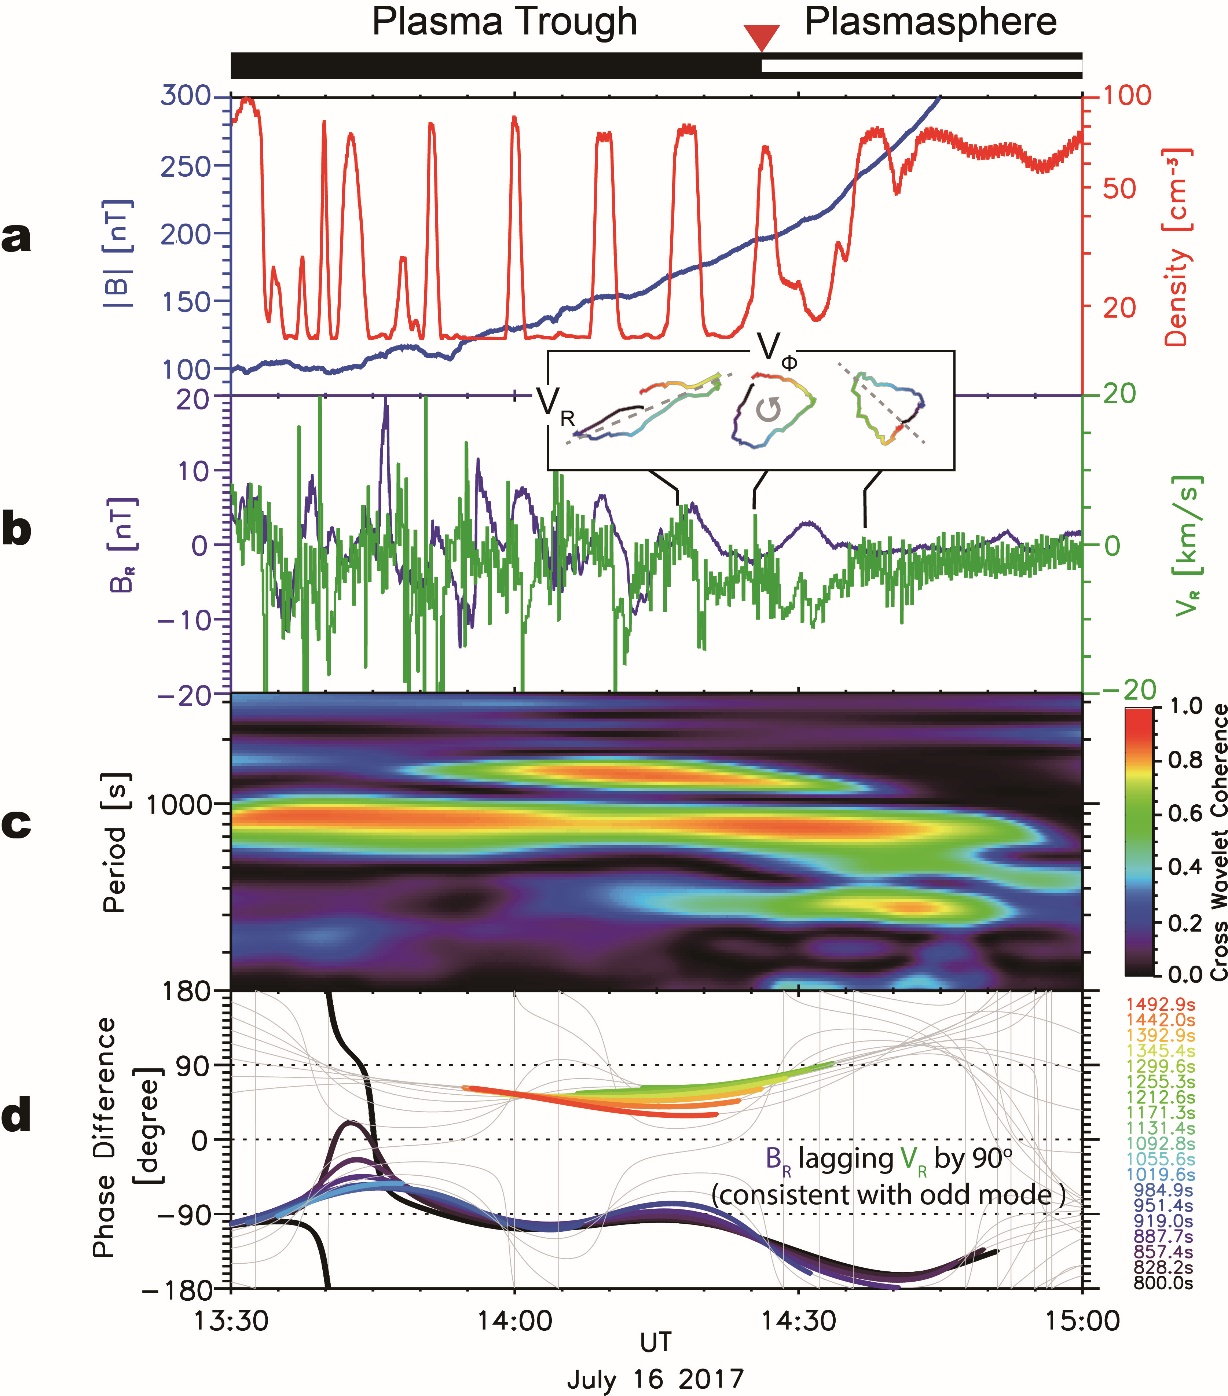 Plasma Trough Plasmasphere
a
300
250
200
150
100
|B| [nT]
100
50
20
Density [cm⁻³]
b
20
10
0
−10
−20
B_R [nT]
V_R
V_Φ
20
0
−20
V_R [km/s]
c
1000
Period [s]
1.0
0.8
0.6
0.4
0.2
0.0
Cross Wavelet Coherence
d
180
90
0
−90
−180
Phase Difference
[degree]
B_R lagging V_R by 90°
(consistent with odd mode )
1492.9s
1442.0s
1392.9s
1345.4s
1299.6s
1255.3s
1212.6s
1171.3s
1131.4s
1092.8s
1055.6s
1019.6s
984.9s
951.4s
919.0s
887.7s
857.4s
828.2s
800.0s
13:30 14:00 14:30 15:00
UT
July 16 2017